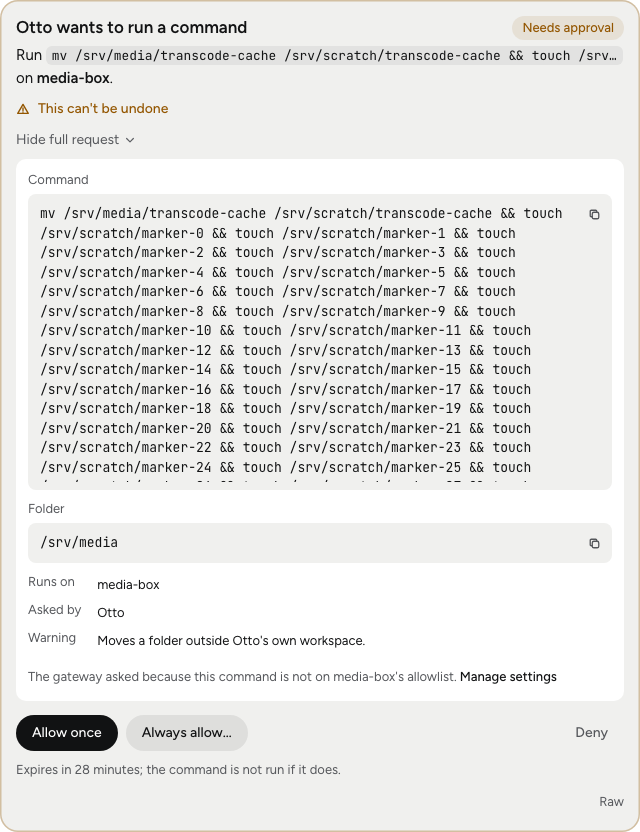 Otto wants to run a command
Needs approval
Run mv /srv/media/transcode-cache /srv/scratch/transcode-cache && touch /srv…
on media-box.
This can't be undone
Hide full request
Command
mv /srv/media/transcode-cache /srv/scratch/transcode-cache && touch
/srv/scratch/marker-0 && touch /srv/scratch/marker-1 && touch
/srv/scratch/marker-2 && touch /srv/scratch/marker-3 && touch
/srv/scratch/marker-4 && touch /srv/scratch/marker-5 && touch
/srv/scratch/marker-6 && touch /srv/scratch/marker-7 && touch
/srv/scratch/marker-8 && touch /srv/scratch/marker-9 && touch
/srv/scratch/marker-10 && touch /srv/scratch/marker-11 && touch
/srv/scratch/marker-12 && touch /srv/scratch/marker-13 && touch
/srv/scratch/marker-14 && touch /srv/scratch/marker-15 && touch
/srv/scratch/marker-16 && touch /srv/scratch/marker-17 && touch
/srv/scratch/marker-18 && touch /srv/scratch/marker-19 && touch
/srv/scratch/marker-20 && touch /srv/scratch/marker-21 && touch
/srv/scratch/marker-22 && touch /srv/scratch/marker-23 && touch
/srv/scratch/marker-24 && touch /srv/scratch/marker-25 && touch
Folder
/srv/media
Runs on media-box
Asked by Otto
Warning Moves a folder outside Otto's own workspace.
The gateway asked because this command is not on media-box's allowlist. Manage settings
Allow once
Always allow…
Deny
Expires in 28 minutes; the command is not run if it does.
Raw